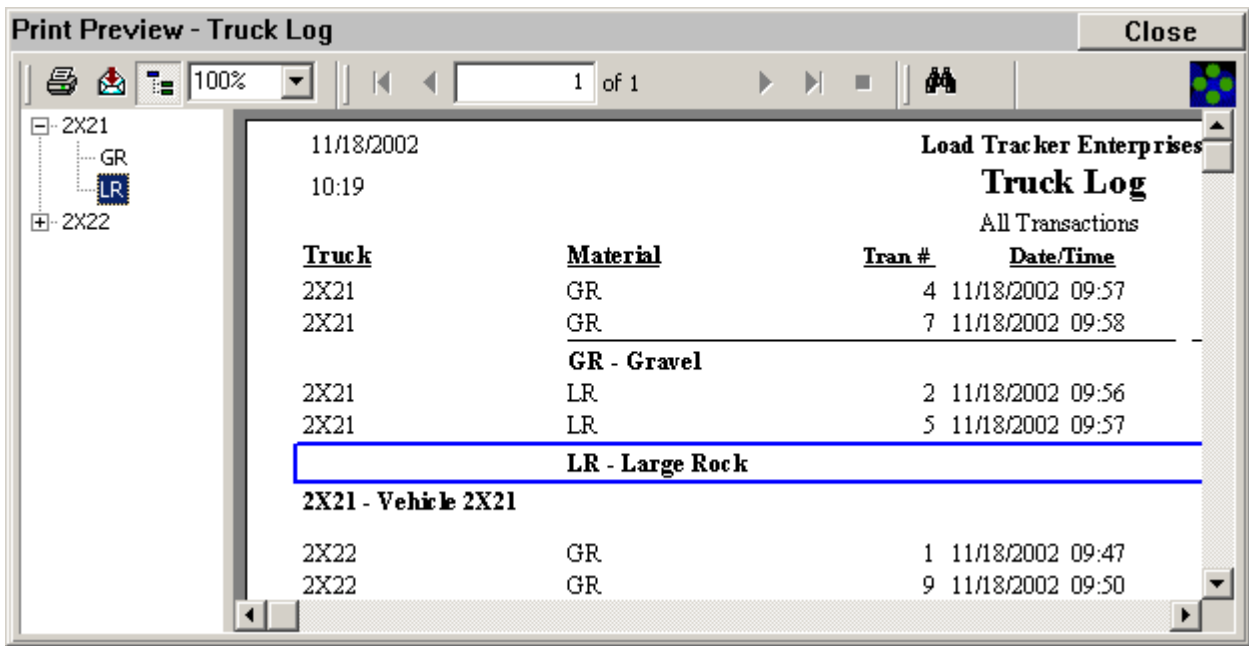 Print Preview - Truck Log Close
100% 1 of 1
2X21
GR
LR
2X22
11/18/2002 Load Tracker Enterprises
10:19 Truck Log
All Transactions
Truck Material Tran # Date/Time
2X21 GR 4 11/18/2002 09:57
2X21 GR 7 11/18/2002 09:58
GR - Gravel
2X21 LR 2 11/18/2002 09:56
2X21 LR 5 11/18/2002 09:57
LR - Large Rock
2X21 - Vehicle 2X21
2X22 GR 1 11/18/2002 09:47
2X22 GR 9 11/18/2002 09:50